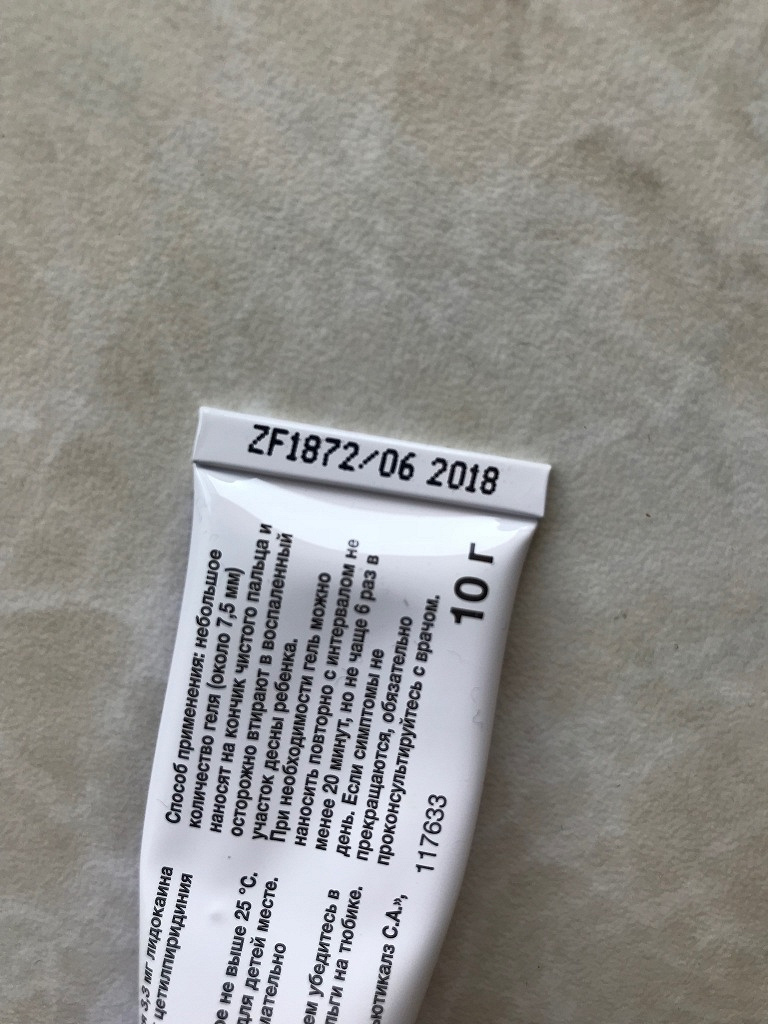 ZF1872/06 2018
Способ применения: небольшое
количество геля (около 7,5 мм)
наносят на кончик чистого пальца и
осторожно втирают в воспаленный
участок десны ребенка.
При необходимости гель можно
наносить повторно с интервалом не
менее 20 минут, но не чаще 6 раз в
день. Если симптомы не
прекращаются, обязательно
проконсультируйтесь с врачом.
10 г
117633
3,3 мг лидокаина
цетилпиридиния
не выше 25 °C.
для детей месте.
убедитесь в
на тюбике.
С.А.»,